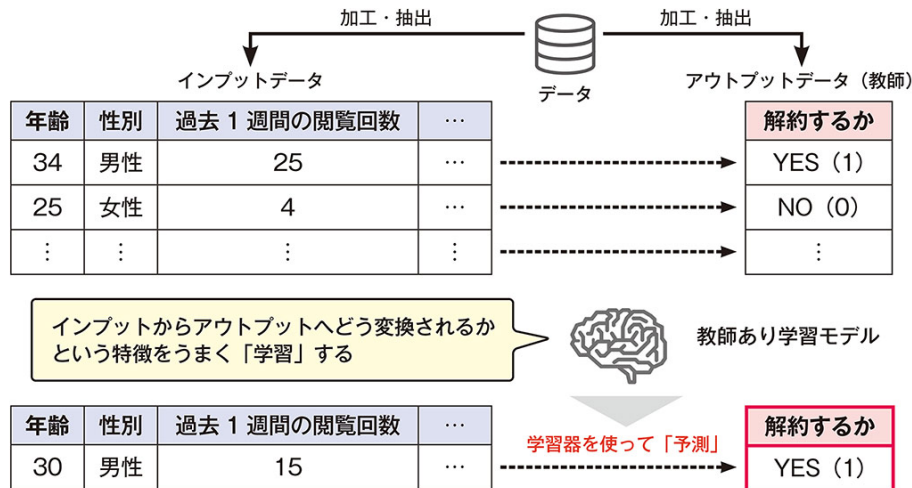 加工・抽出
加工・抽出
インプットデータ
データ
アウトプットデータ（教師）
年齢 性別 過去 1 週間の閲覧回数 …
解約するか
34 男性 25 …
YES（1）
25 女性 4 …
NO（0）
⋮ ⋮ ⋮ ⋮
⋮
インプットからアウトプットへどう変換されるか
という特徴をうまく「学習」する
教師あり学習モデル
年齢 性別 過去 1 週間の閲覧回数 …
学習器を使って「予測」
解約するか
30 男性 15 …
YES（1）